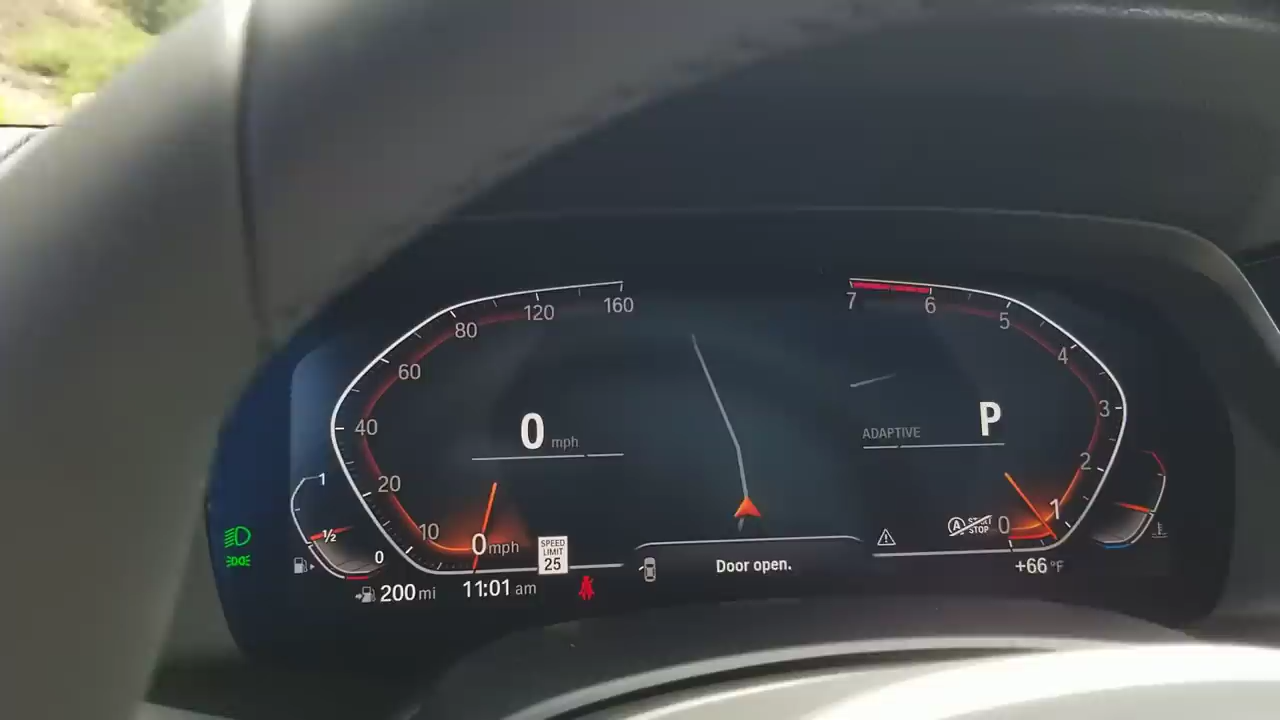 160
120
80
60
40
20
10
0 mph
0 mph
SPEED
LIMIT
25
1
1/2
0
200 mi
11:01 am
Door open.
7
6
5
4
3
2
1
0
P
ADAPTIVE
A START
STOP
+66 °F